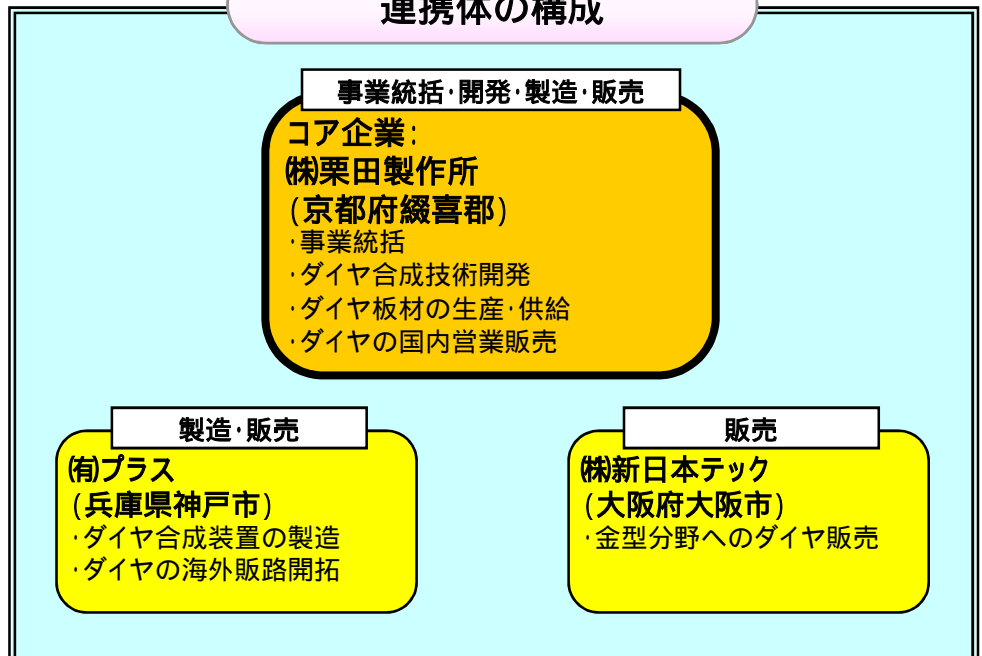 連携体の構成
事業統括･開発･製造･販売
コア企業：
㈱栗田製作所
（京都府綴喜郡）
･事業統括
･ダイヤ合成技術開発
･ダイヤ板材の生産･供給
･ダイヤの国内営業販売
製造･販売
㈲プラス
（兵庫県神戸市）
･ダイヤ合成装置の製造
･ダイヤの海外販路開拓
販売
㈱新日本テック
（大阪府大阪市）
･金型分野へのダイヤ販売